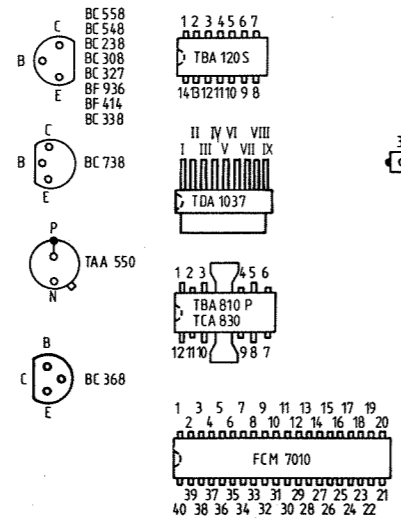 C
B
E
BC 558
BC 548
BC 238
BC 308
BC 327
BF 936
BF 414
BC 338
C
B
E
BC 738
P
N
TAA 550
B
C
E
BC 368
1 2 3 4 5 6 7
TBA 120S
14 13 12 11 10 9 8
II IV VI VIII
I III V VII IX
TDA 1037
1 2 3 4 5 6
TBA 810 P
TCA 830
12 11 10 9 8 7
1 3 5 7 9 11 13 15 17 19
2 4 6 8 10 12 14 16 18 20
FCM 7010
39 37 35 33 31 29 27 25 23 21
40 38 36 34 32 30 28 26 24 22
3